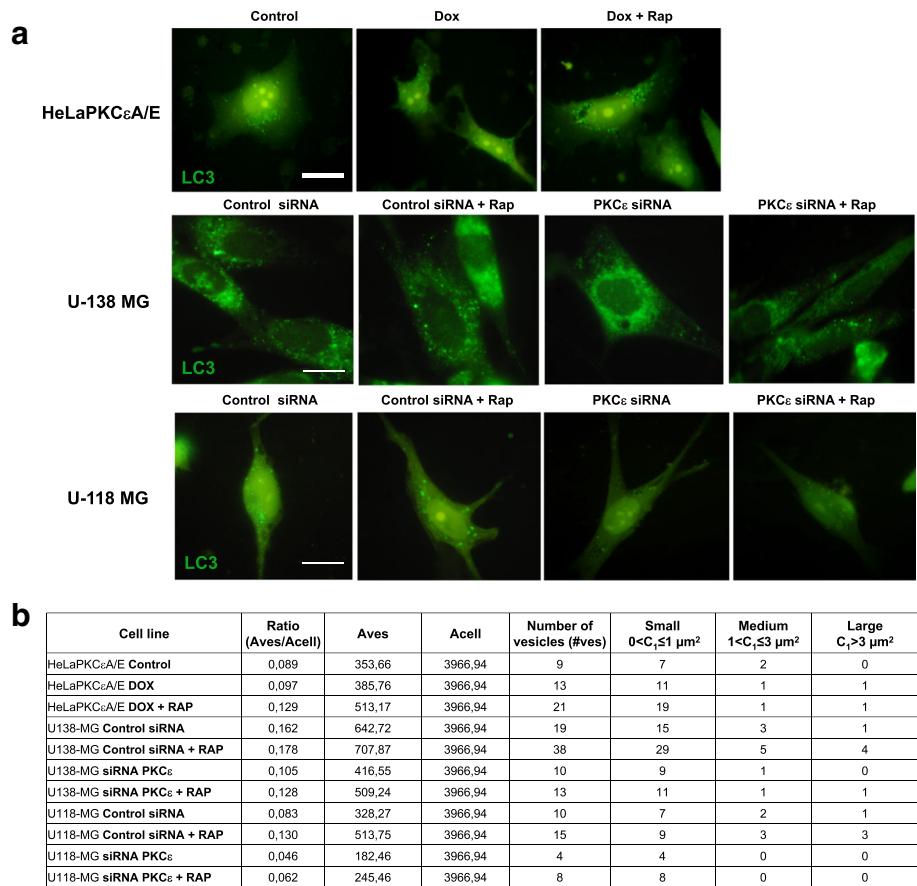 a
Control Dox Dox + Rap
HeLaPKCεA/E
LC3
Control siRNA Control siRNA + Rap PKCε siRNA PKCε siRNA + Rap
U-138 MG
LC3
Control siRNA Control siRNA + Rap PKCε siRNA PKCε siRNA + Rap
U-118 MG
LC3
b
Cell line Ratio (Aves/Acell) Aves Acell Number of vesicles (#ves) Small 0<C₁≤1 µm² Medium 1<C₁≤3 µm² Large C₁>3 µm²
HeLaPKCεA/E Control 0,089 353,66 3966,94 9 7 2 0
HeLaPKCεA/E DOX 0,097 385,76 3966,94 13 11 1 1
HeLaPKCεA/E DOX + RAP 0,129 513,17 3966,94 21 19 1 1
U138-MG Control siRNA 0,162 642,72 3966,94 19 15 3 1
U138-MG Control siRNA + RAP 0,178 707,87 3966,94 38 29 5 4
U138-MG siRNA PKCε 0,105 416,55 3966,94 10 9 1 0
U138-MG siRNA PKCε + RAP 0,128 509,24 3966,94 13 11 1 1
U118-MG Control siRNA 0,083 328,27 3966,94 10 7 2 1
U118-MG Control siRNA + RAP 0,130 513,75 3966,94 15 9 3 3
U118-MG siRNA PKCε 0,046 182,46 3966,94 4 4 0 0
U118-MG siRNA PKCε + RAP 0,062 245,46 3966,94 8 8 0 0